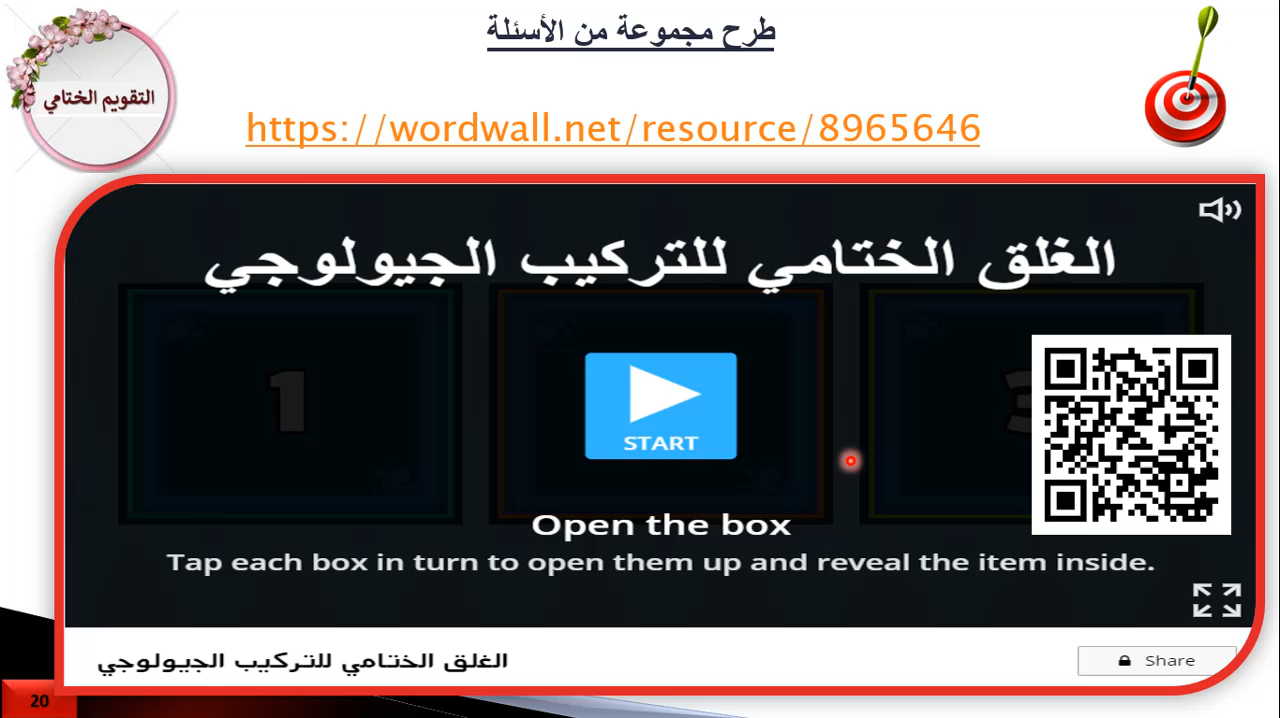 طرح مجموعة من الأسئلة
التقويم الختامي
https://wordwall.net/resource/8965646
الغلق الختامي للتركيب الجيولوجي
1
3
START
Open the box
Tap each box in turn to open them up and reveal the item inside.
الغلق الختامي للتركيب الجيولوجي
Share
20